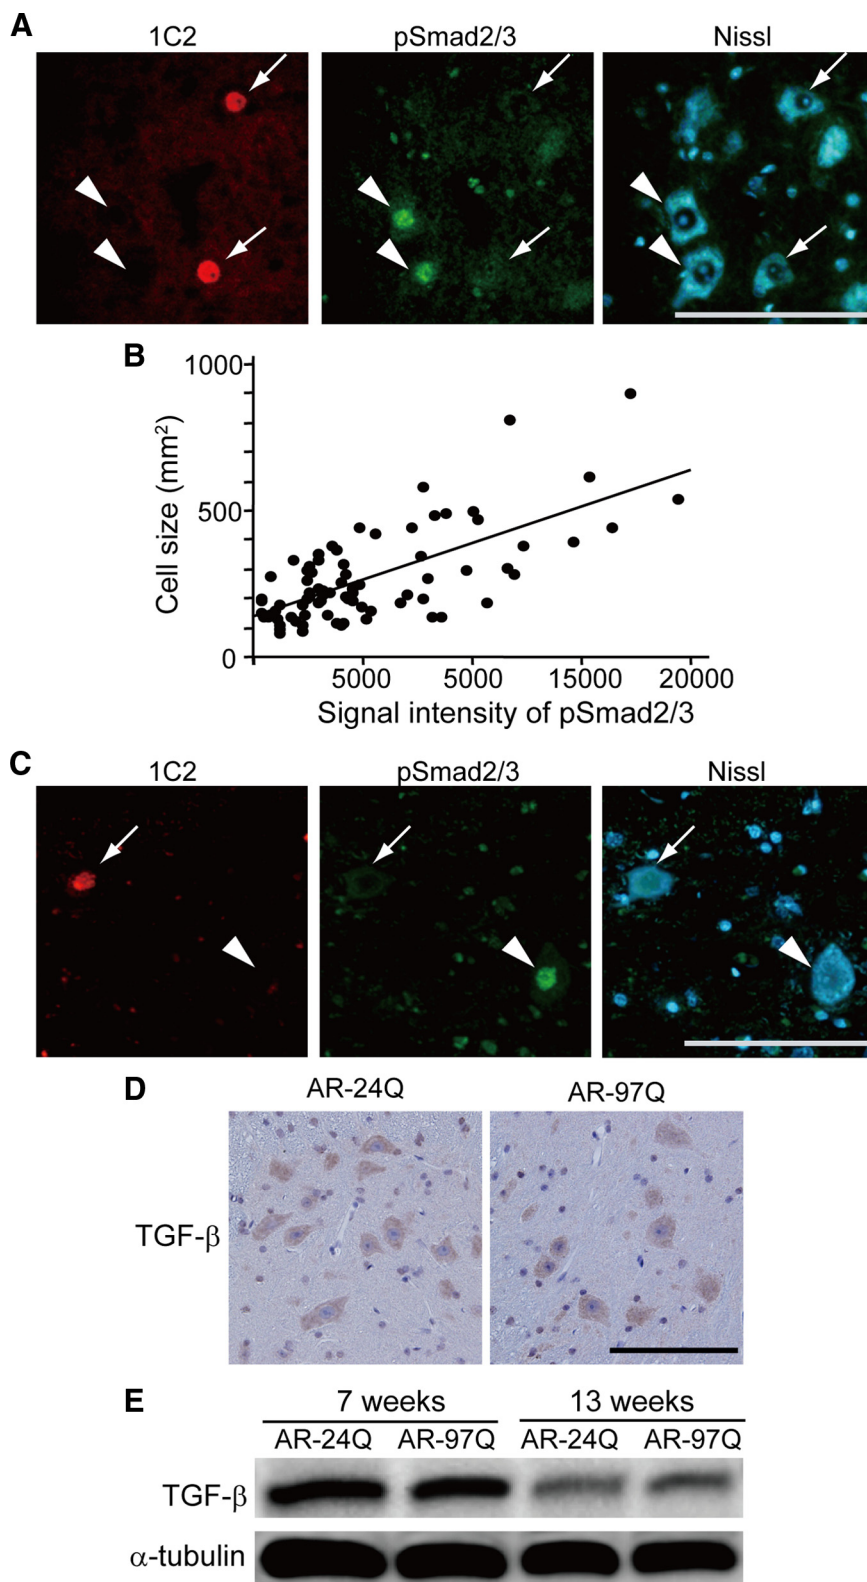 A
1C2 pSmad2/3 Nissl
B
1000
500
0
Cell size (mm²)
5000 5000 15000 20000
Signal intensity of pSmad2/3
C
1C2 pSmad2/3 Nissl
D
AR-24Q AR-97Q
TGF-β
E
7 weeks 13 weeks
AR-24Q AR-97Q AR-24Q AR-97Q
TGF-β
α-tubulin